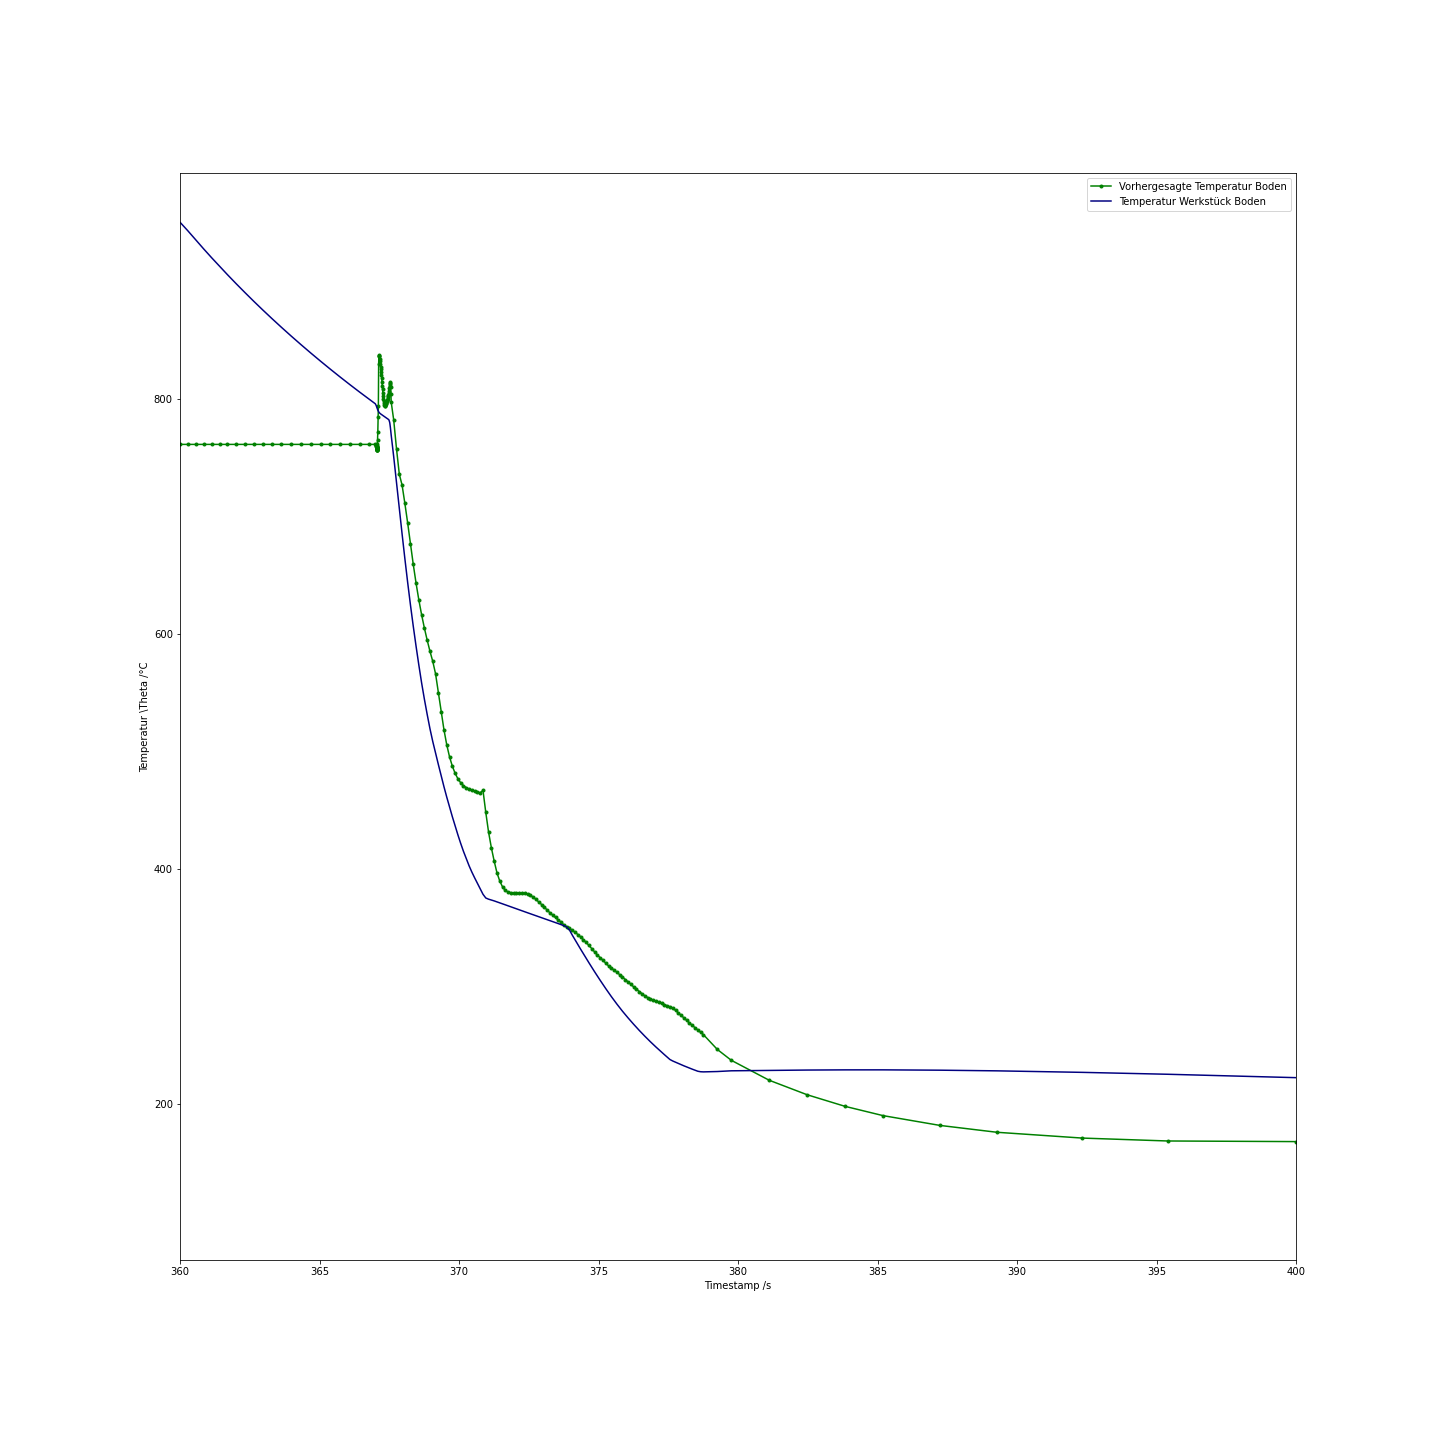 Vorhergesagte Temperatur Boden
Temperatur Werkstück Boden
800
600
400
200
Temperatur \Theta /°C
360 365 370 375 380 385 390 395 400
Timestamp /s